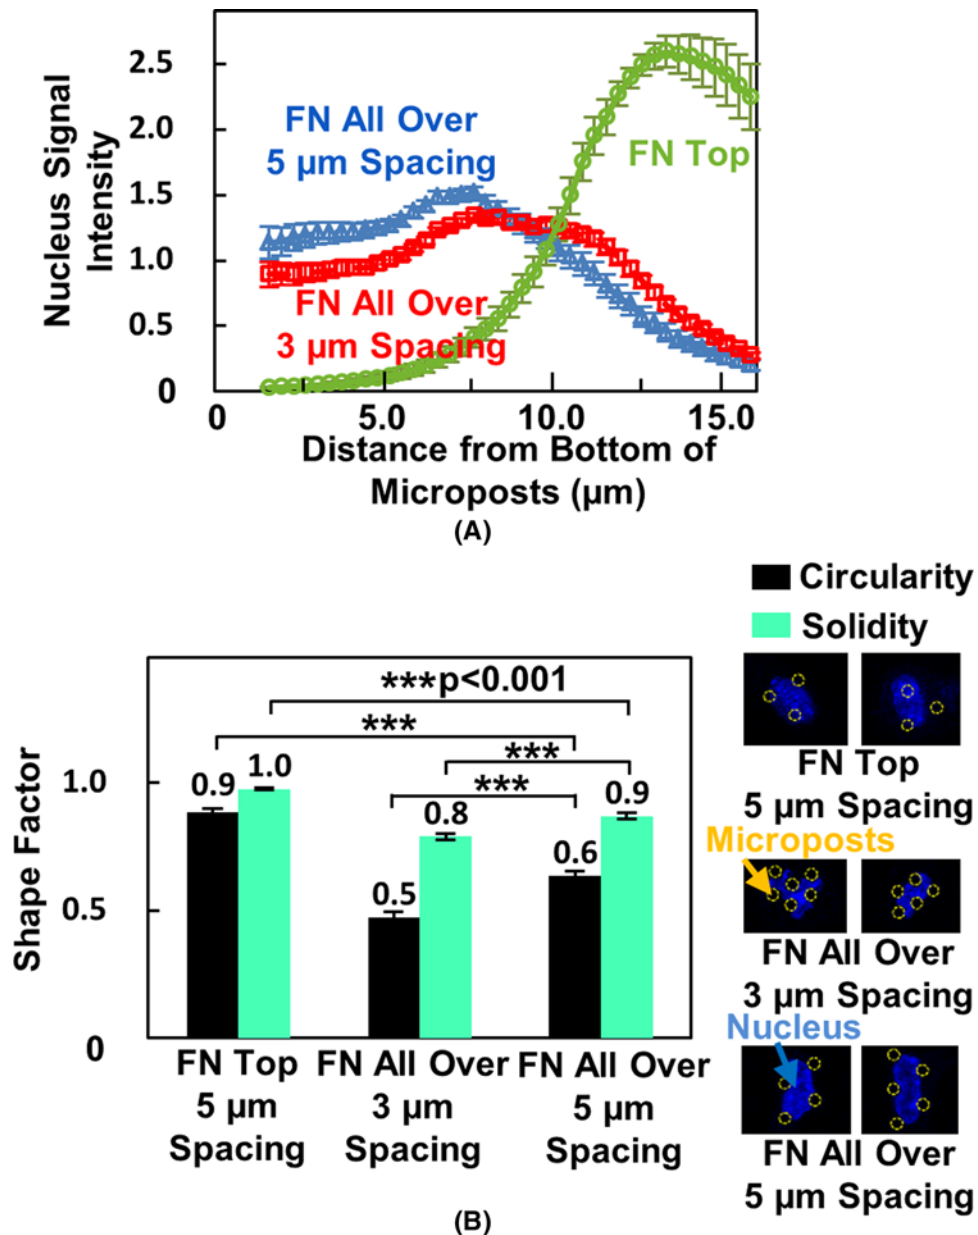 Nucleus Signal
Intensity
2.5
2.0
1.5
1.0
0.5
0
FN All Over
5 µm Spacing
FN Top
FN All Over
3 µm Spacing
0
5.0
10.0
15.0
Distance from Bottom of
Microposts (µm)
(A)
Circularity
Solidity
Shape Factor
1.0
0.5
0
***p<0.001
***
***
***
0.9
1.0
0.5
0.8
0.6
0.9
FN Top
5 µm
Spacing
FN All Over
3 µm
Spacing
FN All Over
5 µm
Spacing
FN Top
5 µm Spacing
Microposts
FN All Over
3 µm Spacing
Nucleus
FN All Over
5 µm Spacing
(B)